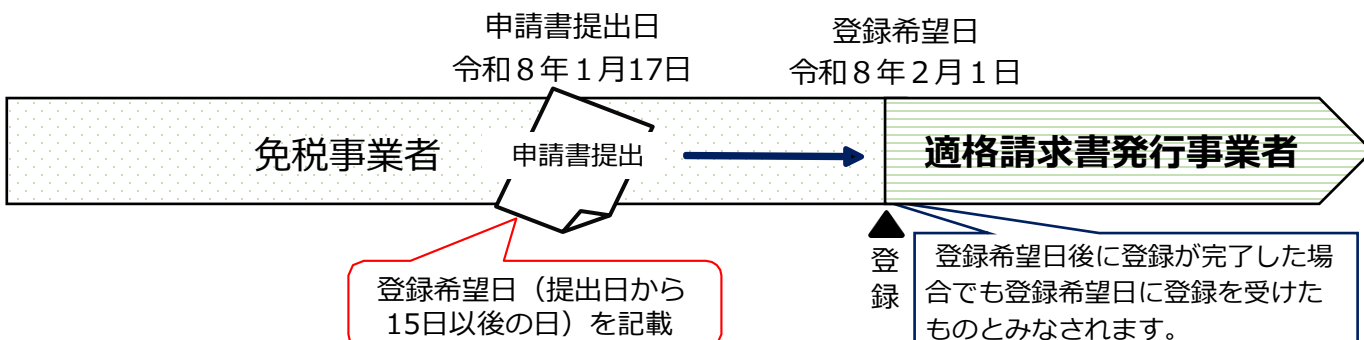 申請書提出日
令和８年１月17日
登録希望日
令和８年２月１日
免税事業者
申請書提出
適格請求書発行事業者
登録
登録希望日（提出日から
15日以後の日）を記載
登録希望日後に登録が完了した場
合でも登録希望日に登録を受けた
ものとみなされます。